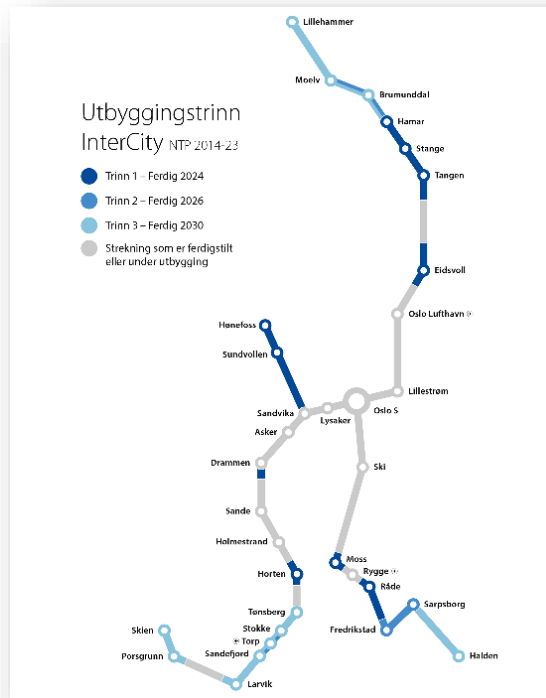 Lillehammer
Moelv
Brumunddal
Utbyggingstrinn
InterCity NTP 2014-23
Hamar
Stange
Trinn 1 – Ferdig 2024
Tangen
Trinn 2 – Ferdig 2026
Trinn 3 – Ferdig 2030
Strekning som er ferdigstilt
eller under utbygging
Eidsvoll
Oslo Lufthavn
Hønefoss
Sundvollen
Lillestrøm
Sandvika
Oslo S
Lysaker
Asker
Drammen
Ski
Sande
Holmestrand
Moss
Rygge
Horten
Råde
Tønsberg
Sarpsborg
Skien
Stokke
Fredrikstad
Torp
Porsgrunn
Sandefjord
Halden
Larvik